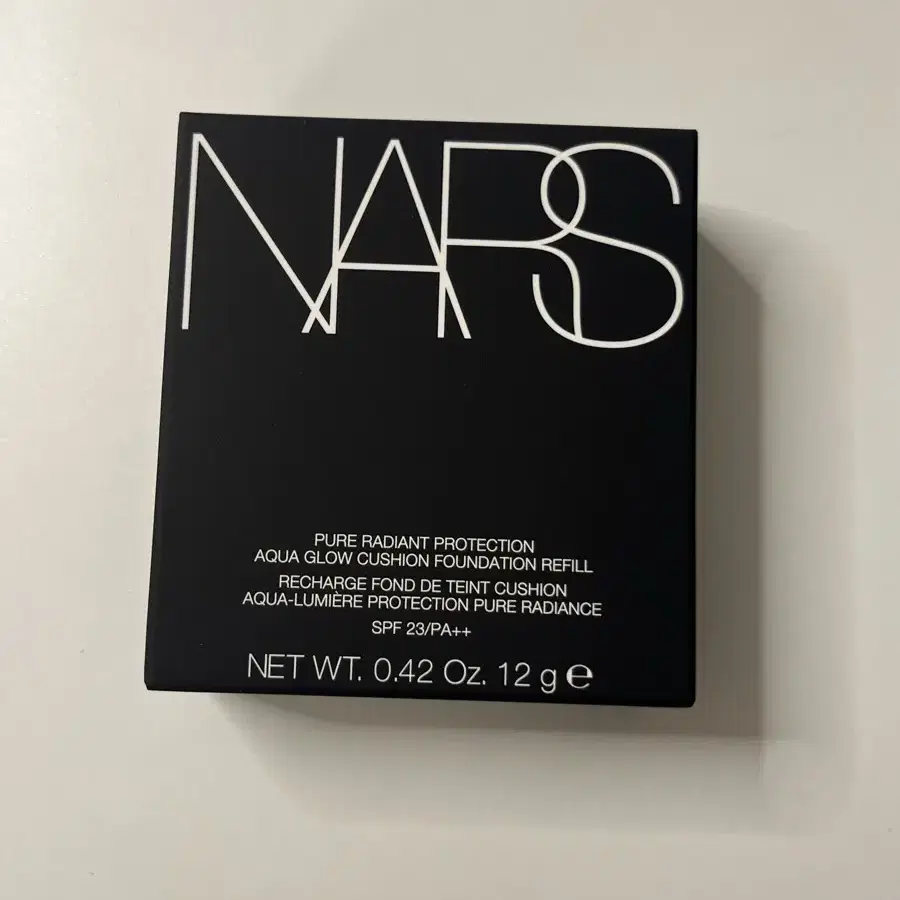 NARS
PURE RADIANT PROTECTION
AQUA GLOW CUSHION FOUNDATION REFILL
RECHARGE FOND DE TEINT CUSHION
AQUA-LUMIÈRE PROTECTION PURE RADIANCE
SPF 23/PA++
NET WT. 0.42 Oz. 12 g ℮